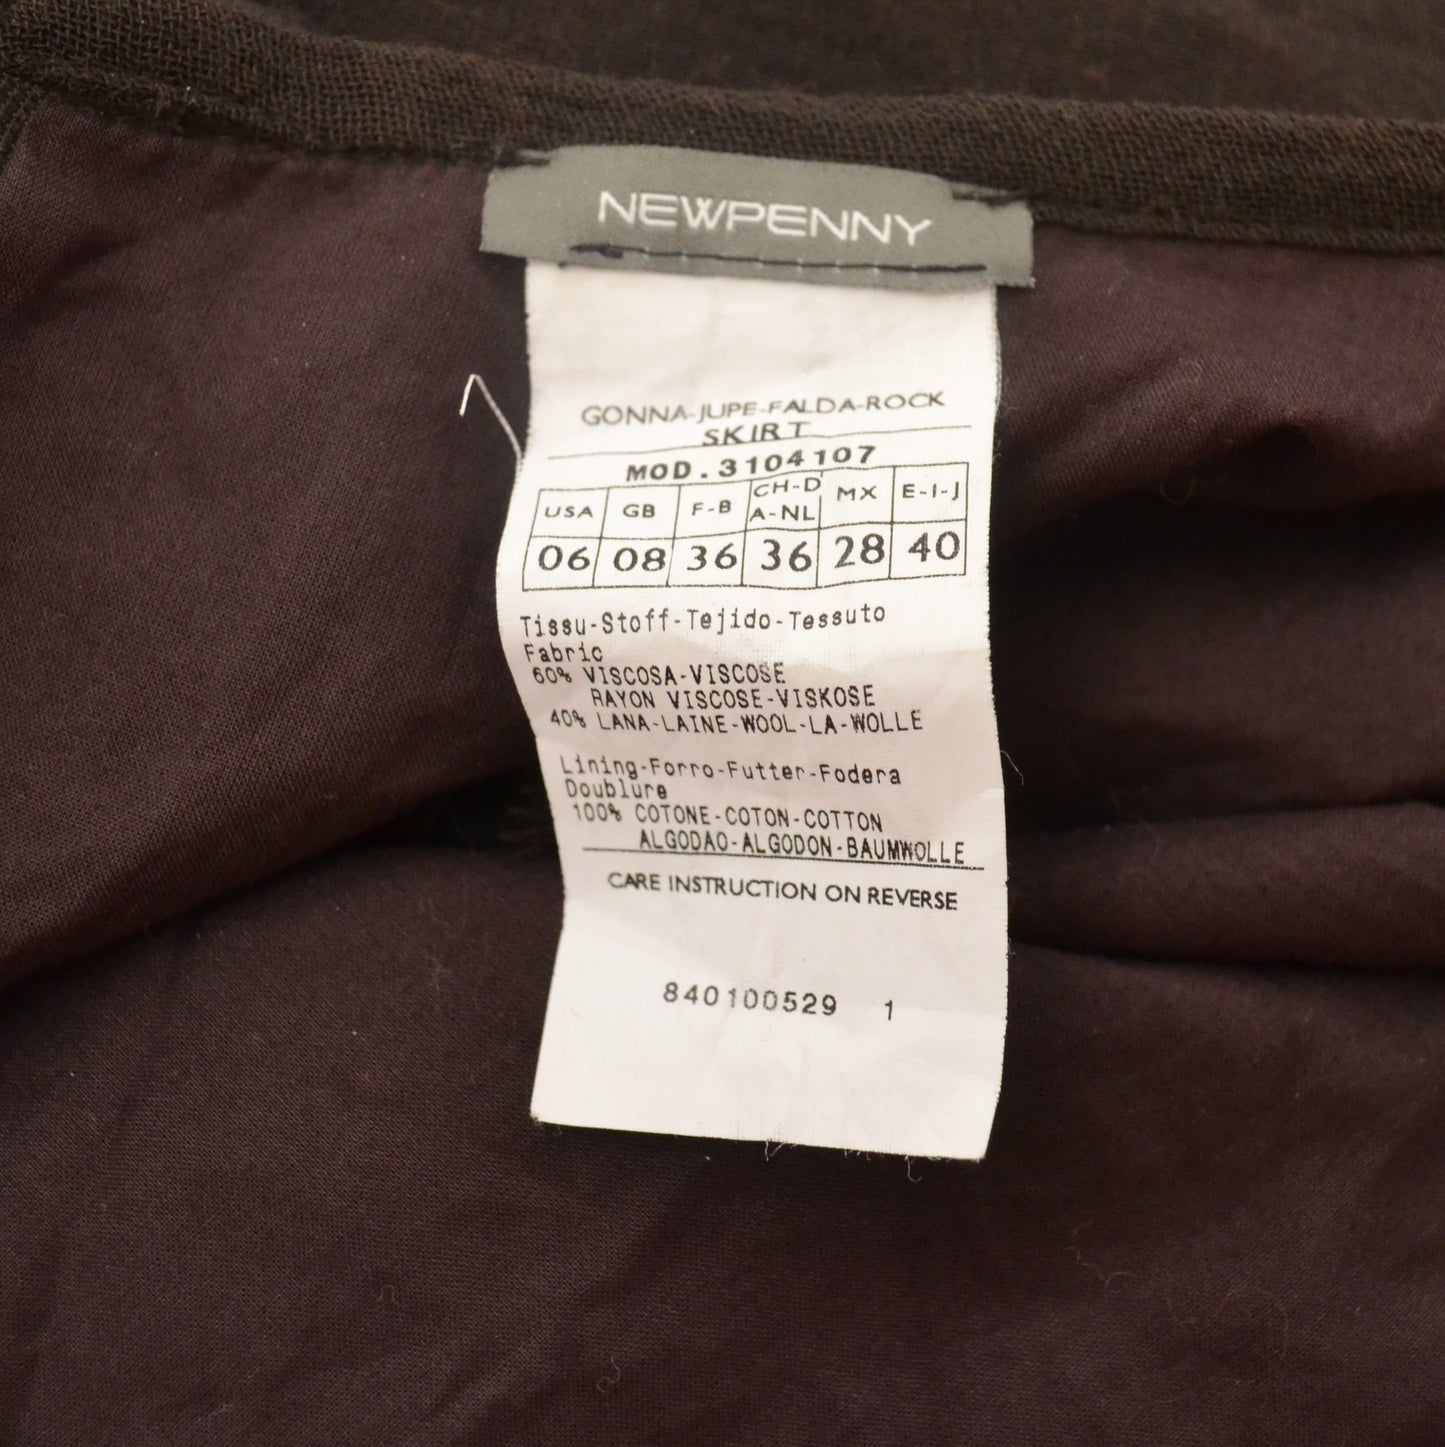 NEWPENNY
GONNA-JUPE-FALDA-ROCK
SKIRT
MOD.3104107
USA GB F-B CH-D A-NL MX E-I-J
06 08 36 36 28 40
Tissu-Stoff-Tejido-Tessuto
Fabric
60% VISCOSA-VISCOSE
RAYON VISCOSE-VISKOSE
40% LANA-LAINE-WOOL-LA-WOLLE
Lining-Forro-Futter-Fodera
Doublure
100% COTONE-COTON-COTTON
ALGODAO-ALGODON-BAUMWOLLE
CARE INSTRUCTION ON REVERSE
840100529 1